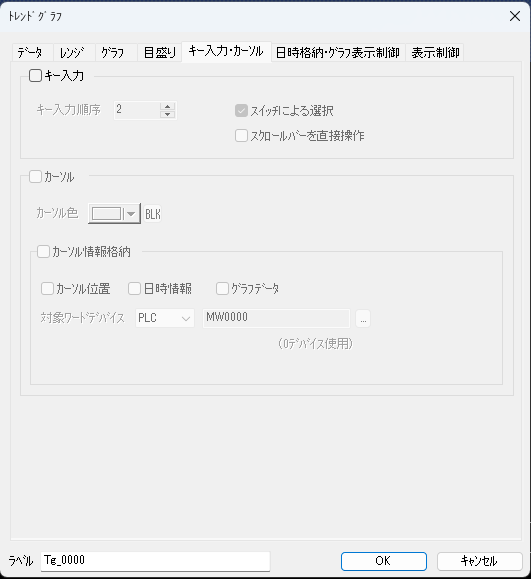 ﾄﾚﾝﾄﾞｸﾞﾗﾌ
ﾃﾞｰﾀ ﾚﾝｼﾞ ｸﾞﾗﾌ 目盛り ｷｰ入力・ｶｰｿﾙ 日時格納・ｸﾞﾗﾌ表示制御 表示制御
ｷｰ入力
ｷｰ入力順序 2
ｽｲｯﾁによる選択
ｽｸﾛｰﾙﾊﾞｰを直接操作
ｶｰｿﾙ
ｶｰｿﾙ色 BLK
ｶｰｿﾙ情報格納
ｶｰｿﾙ位置 日時情報 ｸﾞﾗﾌﾃﾞｰﾀ
対象ﾜｰﾄﾞﾃﾞﾊﾞｲｽ PLC MW0000 ...
(0ﾃﾞﾊﾞｲｽ使用)
ﾗﾍﾞﾙ Tg_0000 OK ｷｬﾝｾﾙ